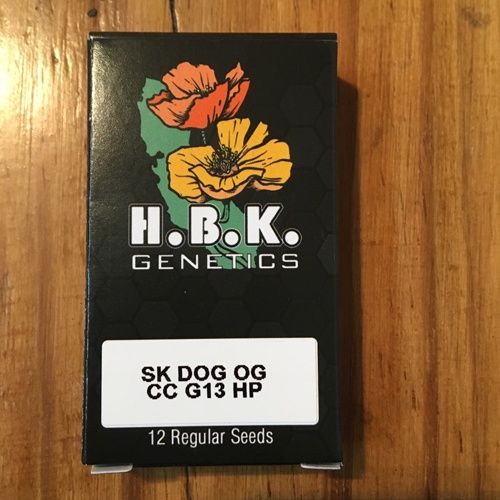 H.B.K.
GENETICS
SK DOG OG
CC G13 HP
12 Regular Seeds